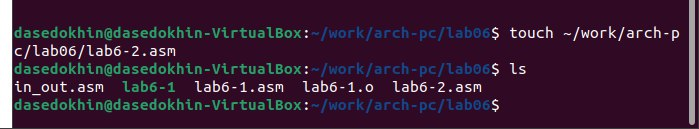 dasedokhin@dasedokhin-VirtualBox:~/work/arch-pc/lab06$ touch ~/work/arch-p
c/lab06/lab6-2.asm
dasedokhin@dasedokhin-VirtualBox:~/work/arch-pc/lab06$ ls
in_out.asm  lab6-1  lab6-1.asm  lab6-1.o  lab6-2.asm
dasedokhin@dasedokhin-VirtualBox:~/work/arch-pc/lab06$